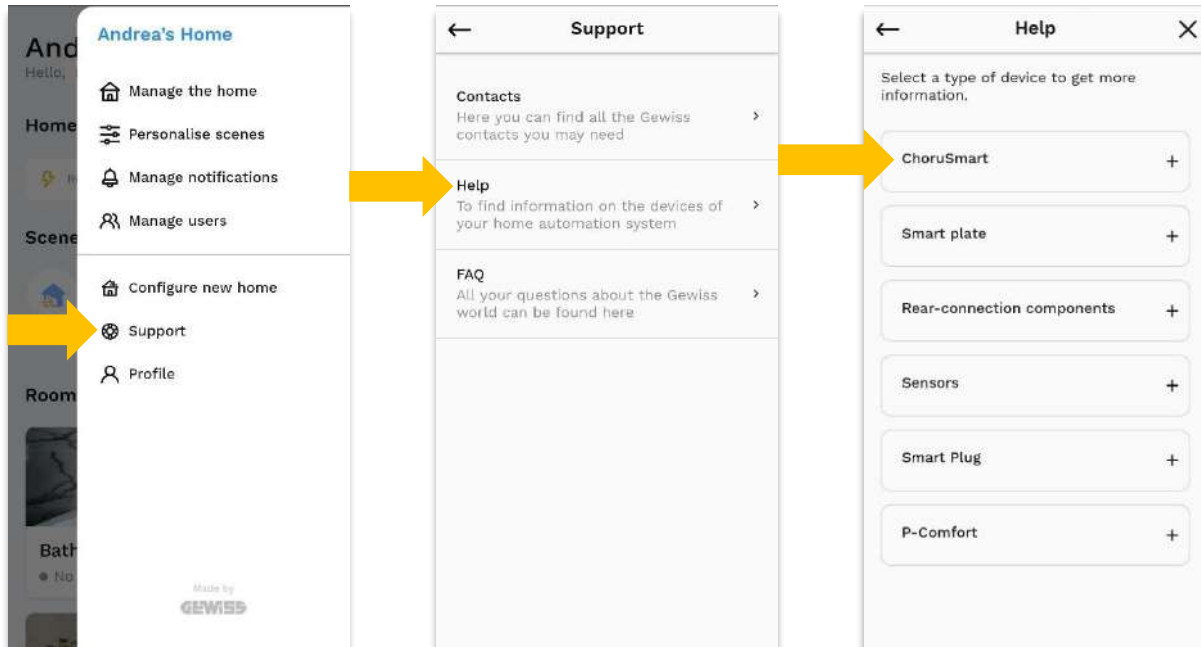 Andrea's Home
Manage the home
Personalise scenes
Manage notifications
Manage users
Configure new home
Support
Profile
Made by
GEWISS
And
Hello,
Home
Scene
Room
Bath
No
Support
Contacts
Here you can find all the Gewiss
contacts you may need
Help
To find information on the devices of
your home automation system
FAQ
All your questions about the Gewiss
world can be found here
Help
Select a type of device to get more
information.
ChoruSmart
Smart plate
Rear-connection components
Sensors
Smart Plug
P-Comfort